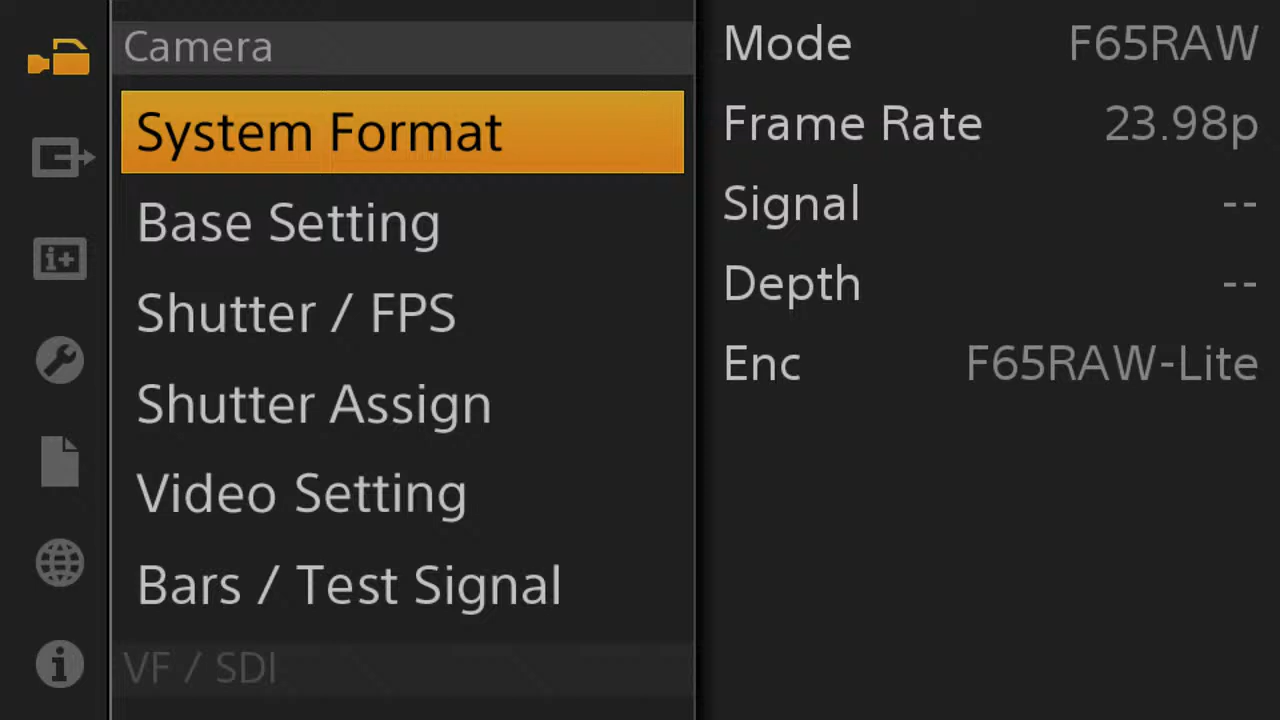 Camera
System Format
Base Setting
Shutter / FPS
Shutter Assign
Video Setting
Bars / Test Signal
VF / SDI
Mode F65RAW
Frame Rate 23.98p
Signal --
Depth --
Enc F65RAW-Lite
i+
i